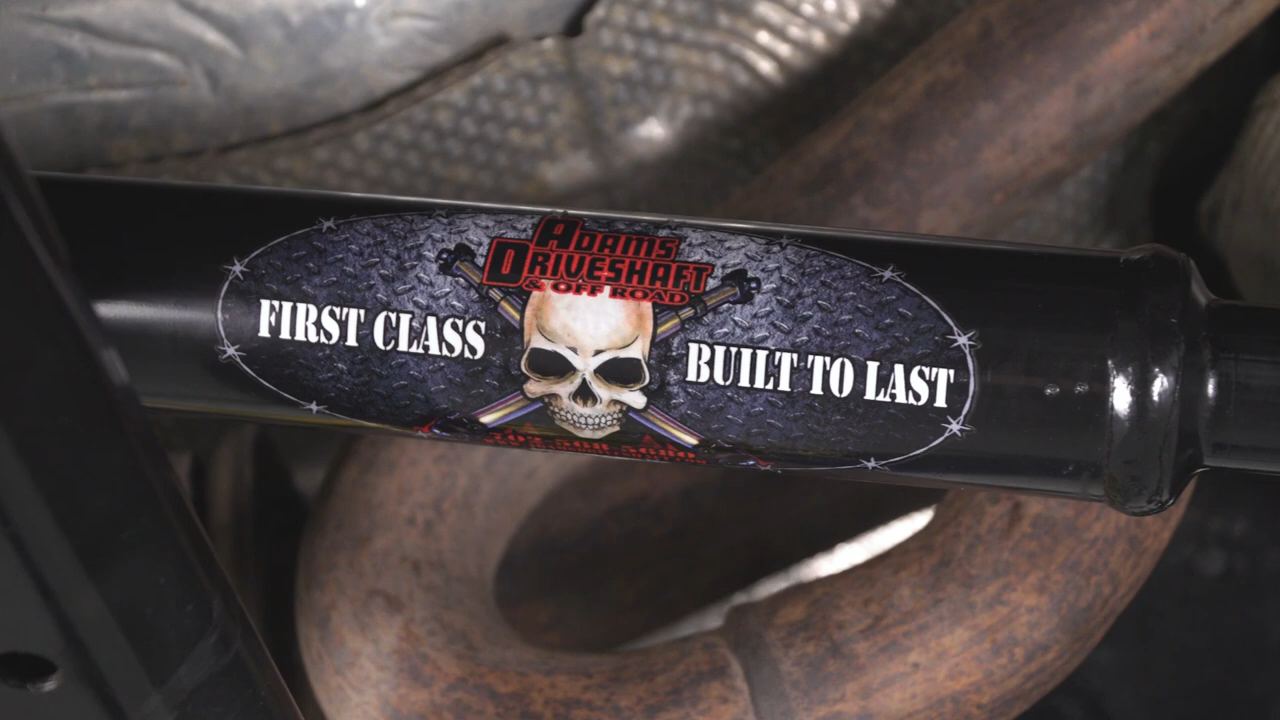 ADAMS
DRIVESHAFT
& OFF ROAD
FIRST CLASS
BUILT TO LAST